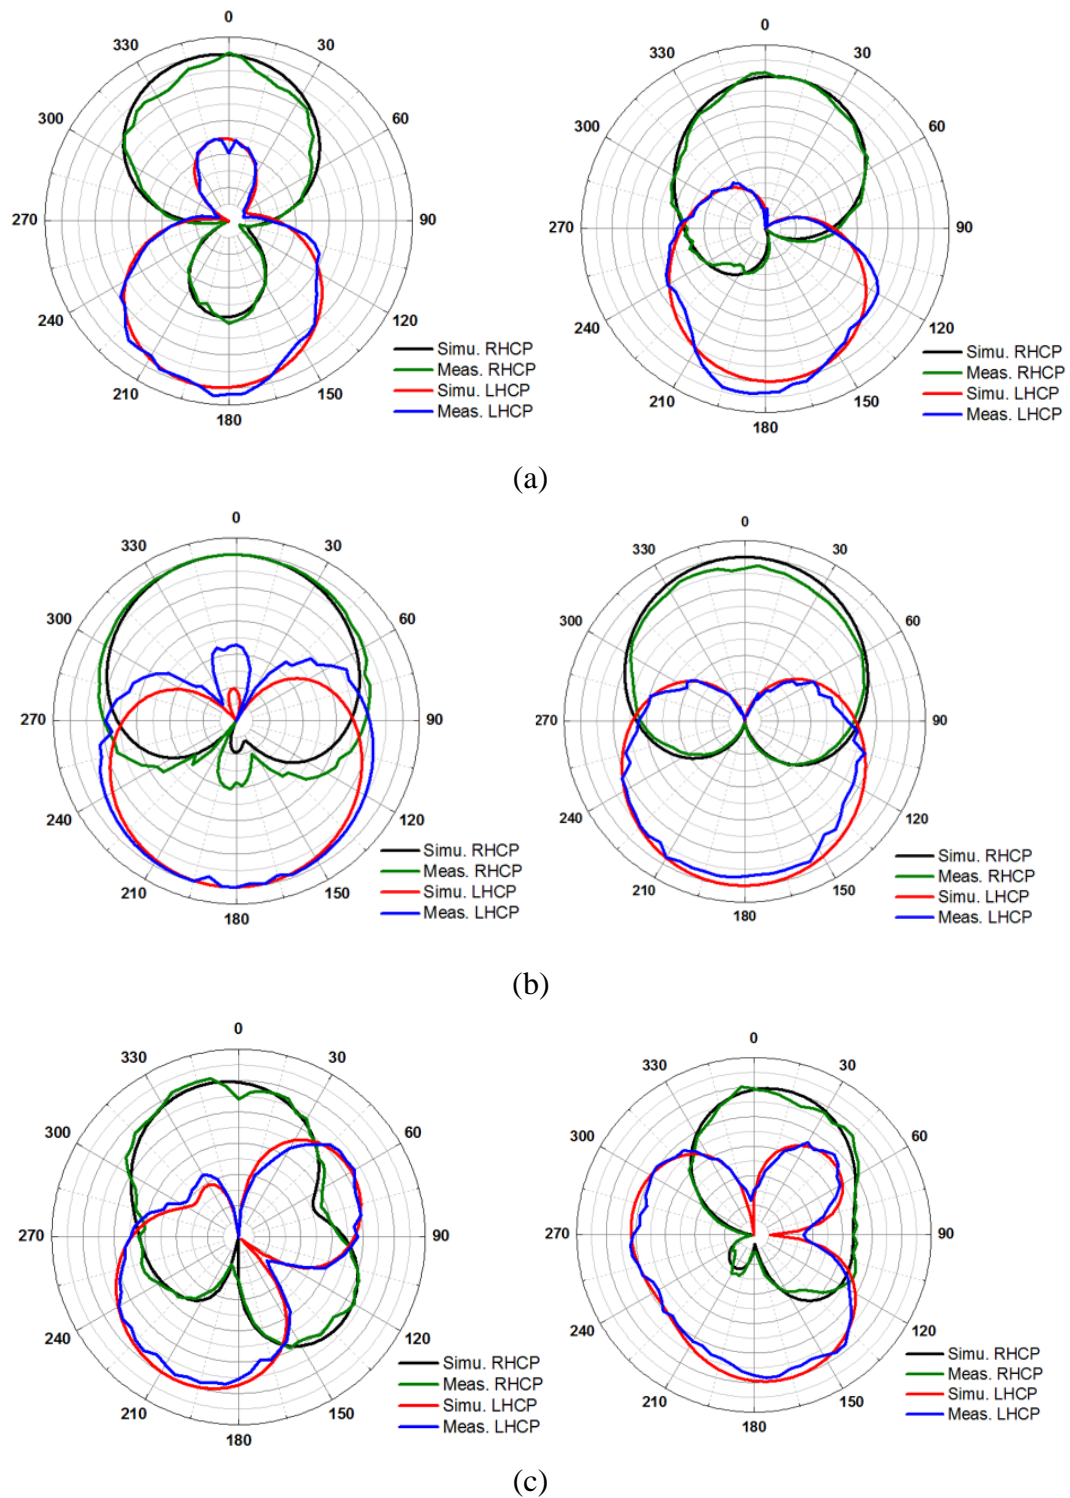 0
330 30
300 60
270 90
240 120
210 150
180
Simu. RHCP
Meas. RHCP
Simu. LHCP
Meas. LHCP
0
330 30
300 60
270 90
240 120
210 150
180
Simu. RHCP
Meas. RHCP
Simu. LHCP
Meas. LHCP
(a)
0
330 30
300 60
270 90
240 120
210 150
180
Simu. RHCP
Meas. RHCP
Simu. LHCP
Meas. LHCP
0
330 30
300 60
270 90
240 120
210 150
180
Simu. RHCP
Meas. RHCP
Simu. LHCP
Meas. LHCP
(b)
0
330 30
300 60
270 90
240 120
210 150
180
Simu. RHCP
Meas. RHCP
Simu. LHCP
Meas. LHCP
0
330 30
300 60
270 90
240 120
210 150
180
Simu. RHCP
Meas. RHCP
Simu. LHCP
Meas. LHCP
(c)